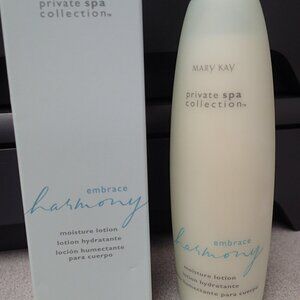 private spa
collection™
embrace
harmony
moisture lotion
lotion hydratante
loción humectante
para cuerpo
MARY KAY
private spa
collection™
embrace
harmony
moisture lotion
lotion hydratante
loción humectante
para cuerpo